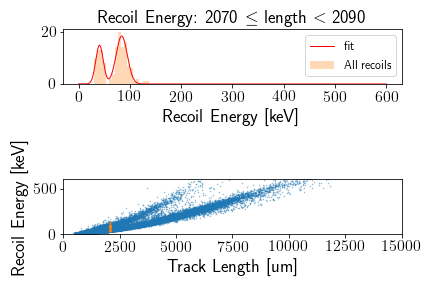 Recoil Energy: 2070 ≤ length < 2090
20
0
fit
All recoils
0 100 200 300 400 500 600
Recoil Energy [keV]
Recoil Energy [keV]
500
0
0 2500 5000 7500 10000 12500 15000
Track Length [um]